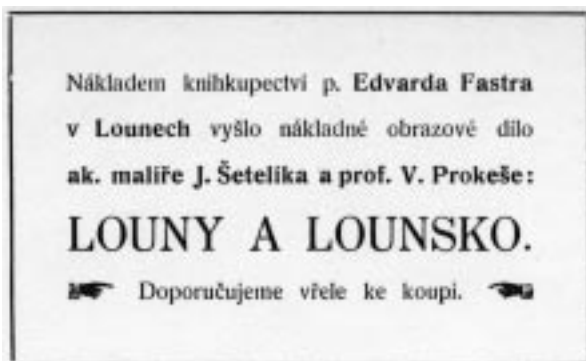 Nákladem knihkupectví p. Edvarda Fastra
v Lounech vyšlo nákladné obrazové dílo
ak. malíře J. Šetelíka a prof. V. Prokeše:
LOUNY A LOUNSKO.
☛ Doporučujeme vřele ke koupi. ☚